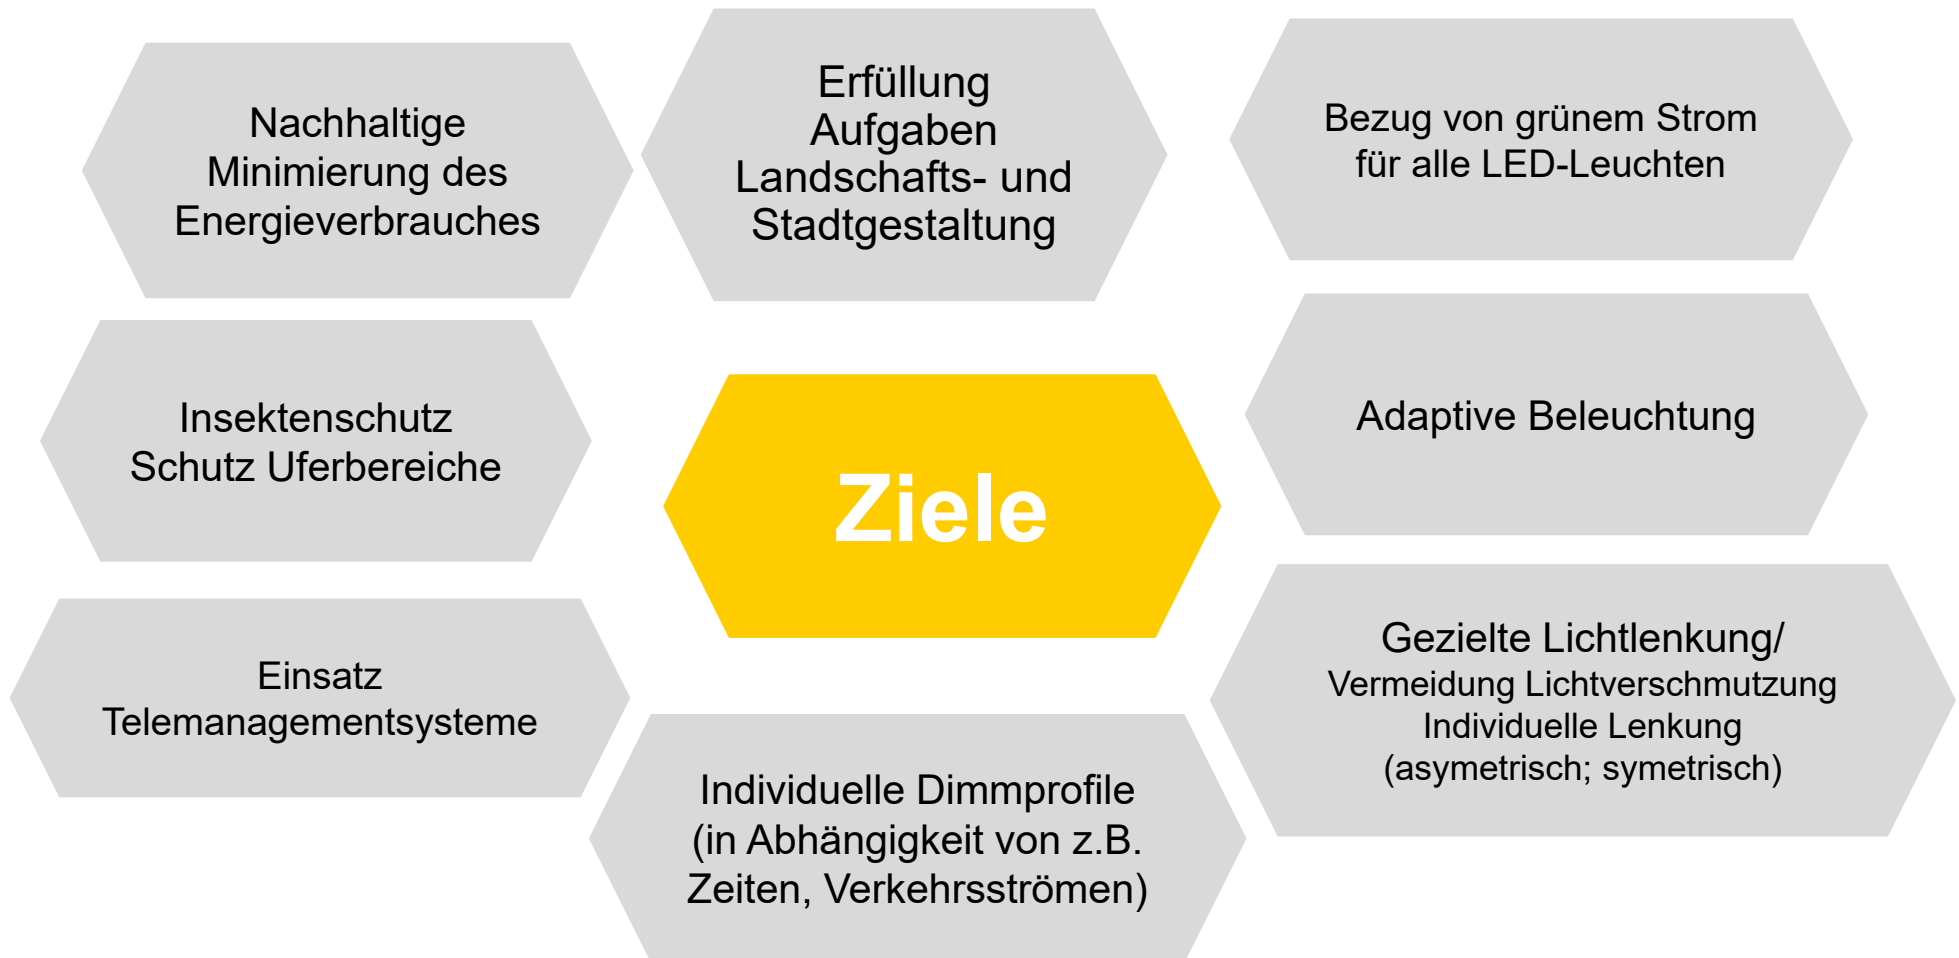 Nachhaltige
Minimierung des
Energieverbrauches
Erfüllung
Aufgaben
Landschafts- und
Stadtgestaltung
Bezug von grünem Strom
für alle LED-Leuchten
Insektenschutz
Schutz Uferbereiche
Ziele
Adaptive Beleuchtung
Einsatz
Telemanagementsysteme
Individuelle Dimmprofile
(in Abhängigkeit von z.B.
Zeiten, Verkehrsströmen)
Gezielte Lichtlenkung/
Vermeidung Lichtverschmutzung
Individuelle Lenkung
(asymetrisch; symetrisch)